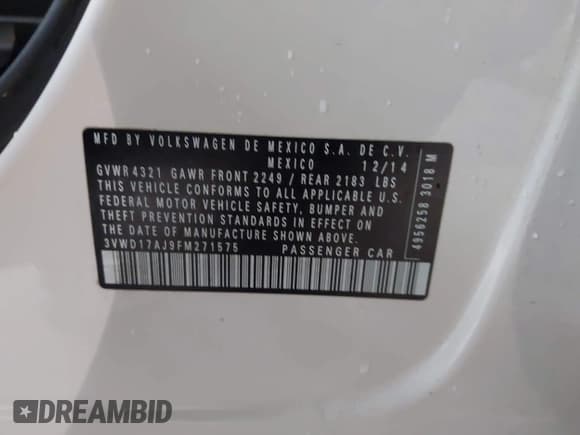 MFD BY VOLKSWAGEN DE MEXICO S.A. DE C.V.
MEXICO 12/14
GVWR 4321 GAWR FRONT 2249 / REAR 2183 LBS
THIS VEHICLE CONFORMS TO ALL APPLICABLE U.S.
FEDERAL MOTOR VEHICLE SAFETY, BUMPER AND
THEFT PREVENTION STANDARDS IN EFFECT ON
THE DATE OF MANUFACTURE SHOWN ABOVE.
3VWD17AJ9FM271575 PASSENGER CAR
4956258 3018 M
DREAMBID